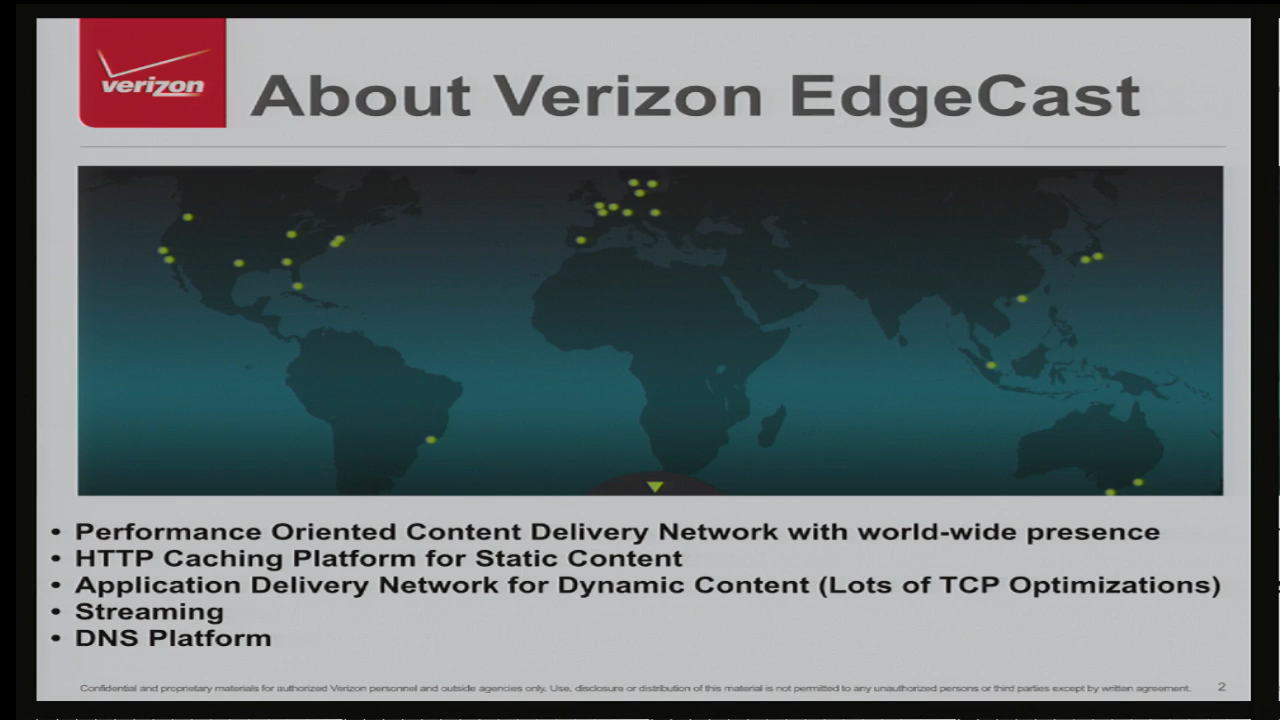 verizon
About Verizon EdgeCast
• Performance Oriented Content Delivery Network with world-wide presence
• HTTP Caching Platform for Static Content
• Application Delivery Network for Dynamic Content (Lots of TCP Optimizations)
• Streaming
• DNS Platform
Confidential and proprietary materials for authorized Verizon personnel and outside agencies only. Use, disclosure or distribution of this material is not permitted to any unauthorized persons or third parties except by written agreement.
2